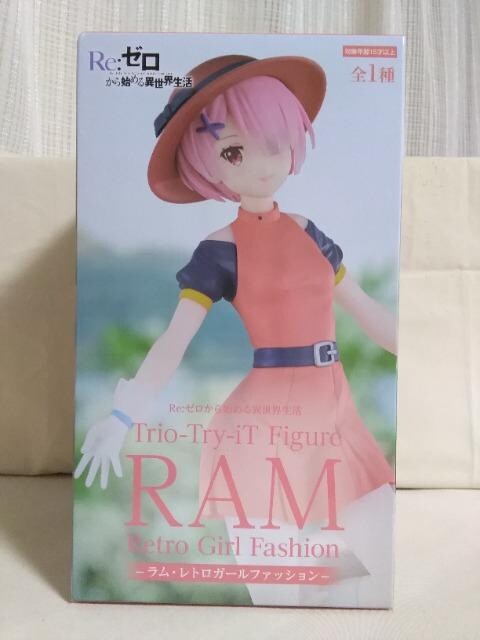 Re:ゼロ
から始める異世界生活
対象年齢15才以上
全1種
Re:ゼロから始める異世界生活
Trio-Try-iT Figure
RAM
Retro Girl Fashion
－ラム・レトロガールファッション－